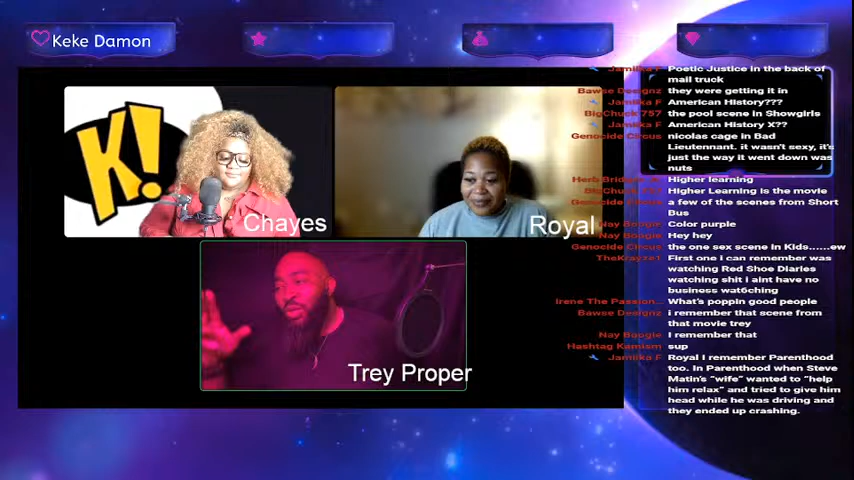 Keke Damon
K!
Chayes
Royal
Trey Proper
Jamiika F Poetic Justice in the back of
mail truck
Bawse Designz they were getting it in
Jamiika F American History???
BigChuck 757 the pool scene in Showgirls
Jamiika F American History X??
Genocide Circus nicolas cage in Bad
Lieutennant. it wasn't sexy, it's
just the way it went down was
nuts
Higher learning
Higher Learning is the movie
a few of the scenes from Short
Bus
Nay Boogie Color purple
Nay Boogie Hey hey
Genocide Circus the one sex scene in Kids......ew
TheKrayze1 First one i can remember was
watching Red Shoe Diaries
watching shit i aint have no
business wat6ching
Irene The Passion... What's poppin good people
Bawse Designz i remember that scene from
that movie trey
Nay Boogie I remember that
Hashtag Kamism sup
Jamiika F Royal I remember Parenthood
too. In Parenthood when Steve
Matin's "wife" wanted to "help
him relax" and tried to give him
head while he was driving and
they ended up crashing.